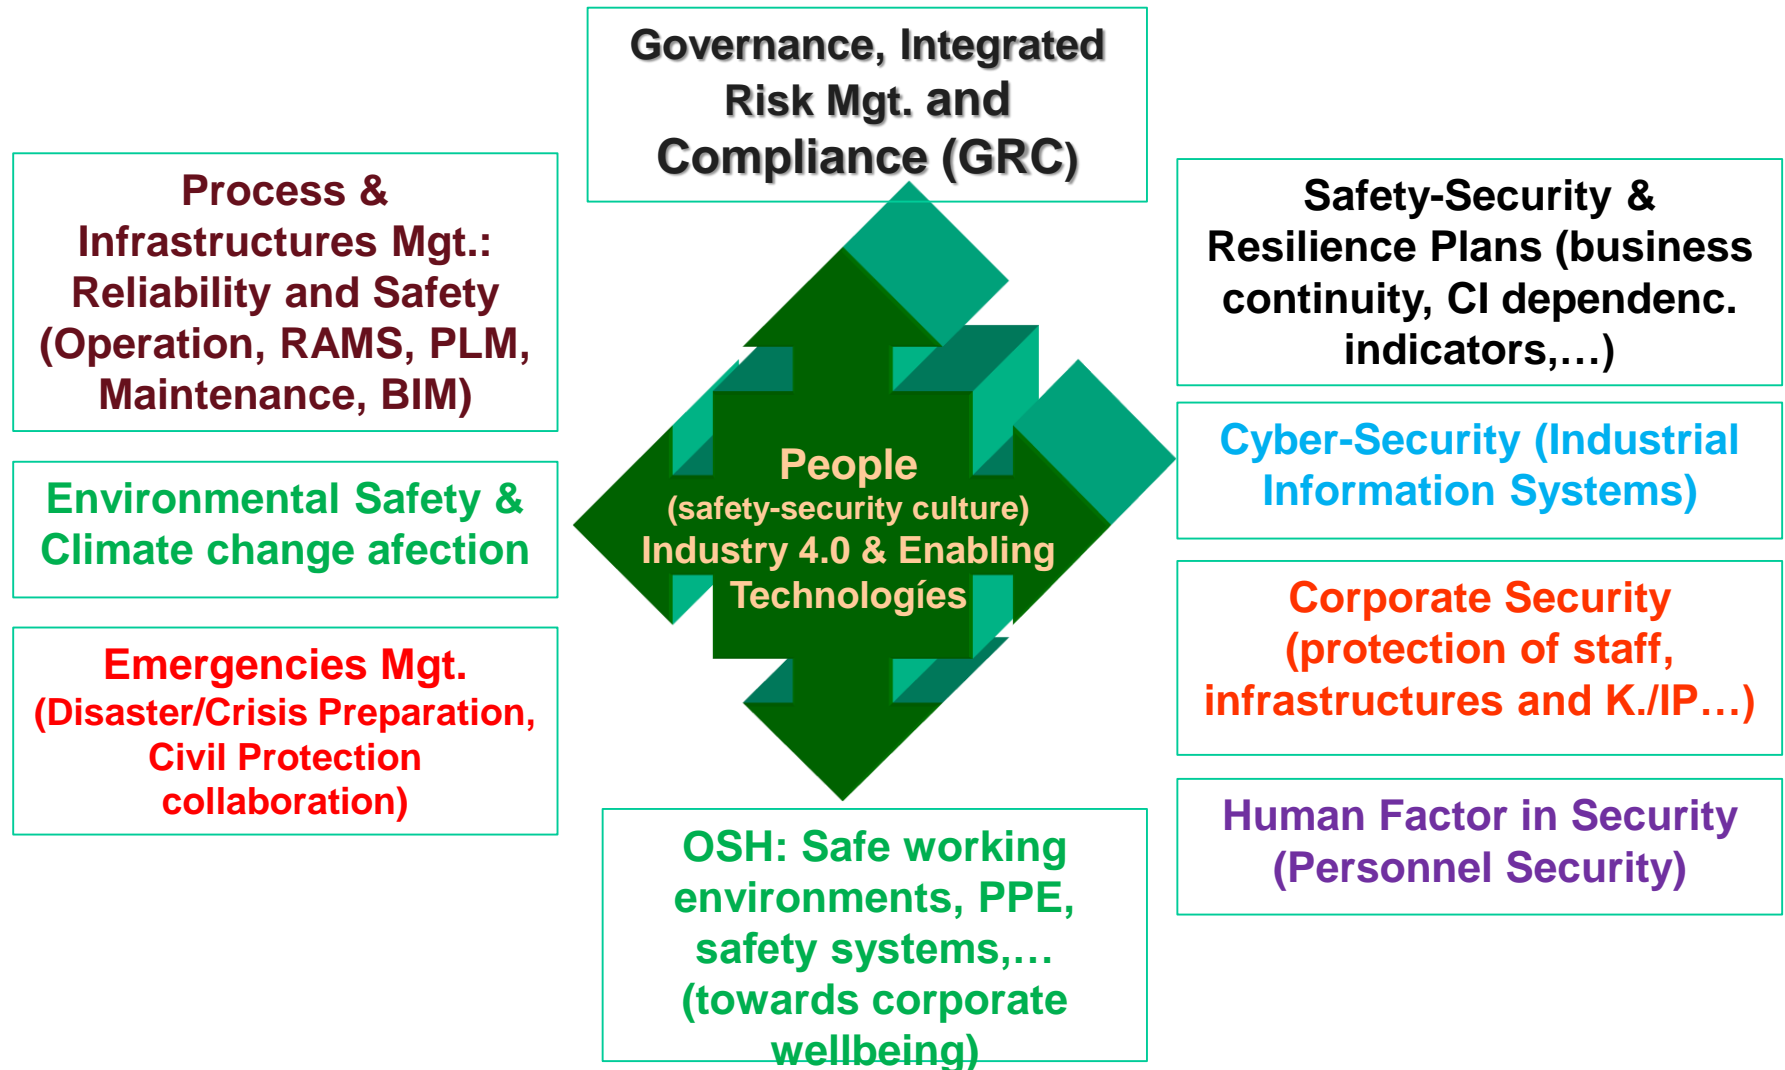 Governance, Integrated
Risk Mgt. and
Compliance (GRC)
Process &
Infrastructures Mgt.:
Reliability and Safety
(Operation, RAMS, PLM,
Maintenance, BIM)
Environmental Safety &
Climate change afection
Emergencies Mgt.
(Disaster/Crisis Preparation,
Civil Protection
collaboration)
People
(safety-security culture)
Industry 4.0 & Enabling
Technologíes
OSH: Safe working
environments, PPE,
safety systems,…
(towards corporate
wellbeing)
Safety-Security &
Resilience Plans (business
continuity, CI dependenc.
indicators,…)
Cyber-Security (Industrial
Information Systems)
Corporate Security
(protection of staff,
infrastructures and K./IP…)
Human Factor in Security
(Personnel Security)